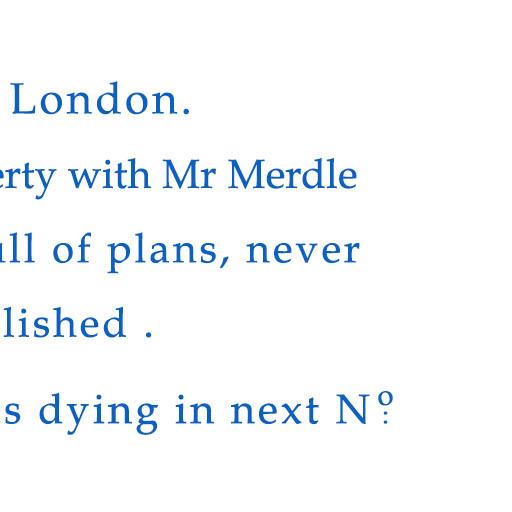 London.
erty with Mr Merdle
ull of plans, never
lished .
s dying in next Nº.